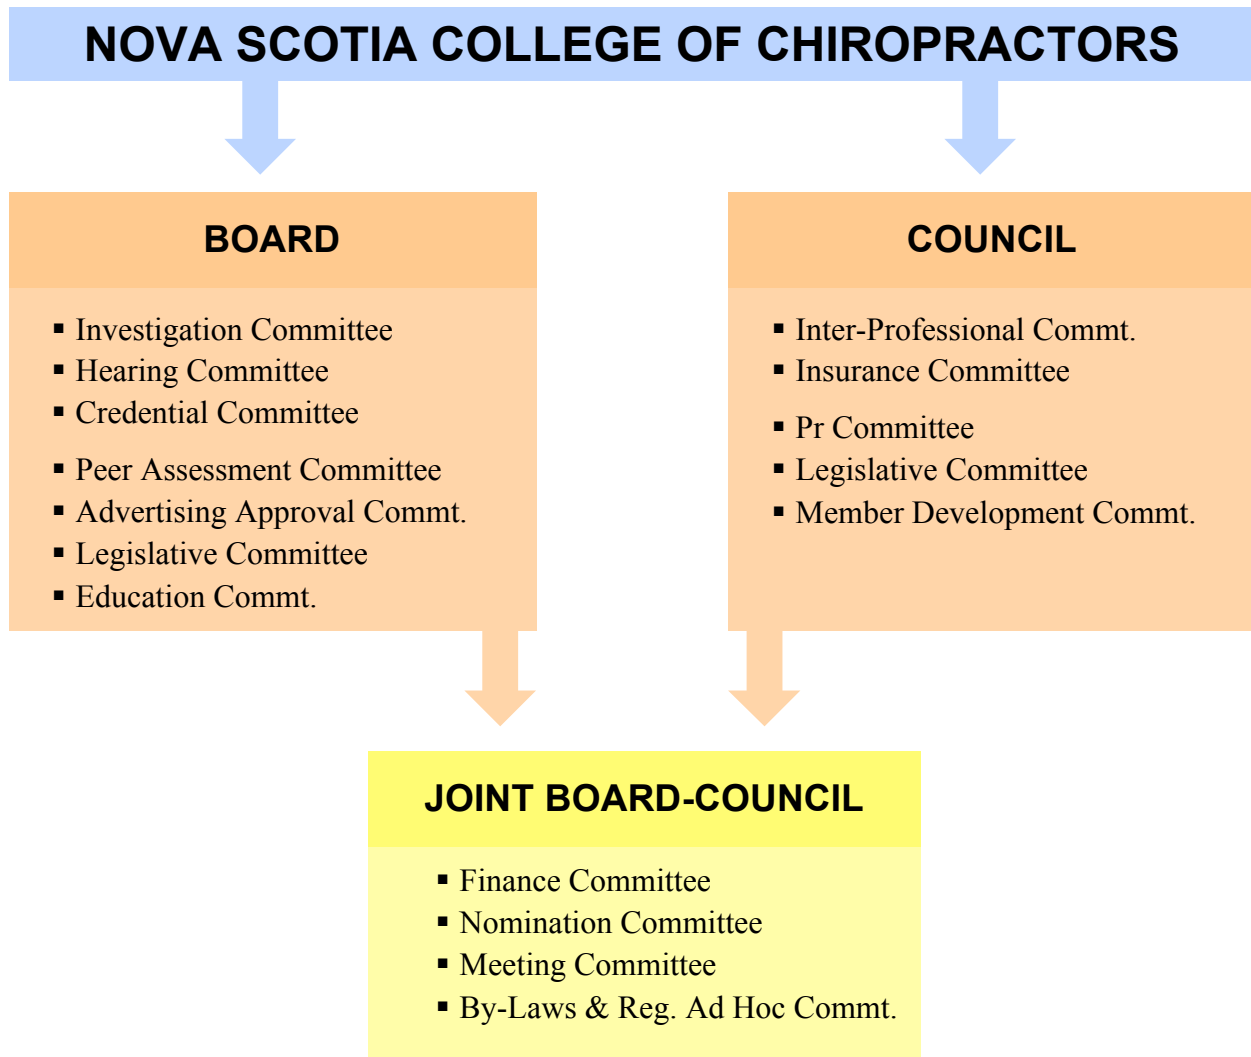 NOVA SCOTIA COLLEGE OF CHIROPRACTORS
BOARD
▪ Investigation Committee
▪ Hearing Committee
▪ Credential Committee
▪ Peer Assessment Committee
▪ Advertising Approval Commt.
▪ Legislative Committee
▪ Education Commt.
COUNCIL
▪ Inter-Professional Commt.
▪ Insurance Committee
▪ Pr Committee
▪ Legislative Committee
▪ Member Development Commt.
JOINT BOARD-COUNCIL
▪ Finance Committee
▪ Nomination Committee
▪ Meeting Committee
▪ By-Laws & Reg. Ad Hoc Commt.